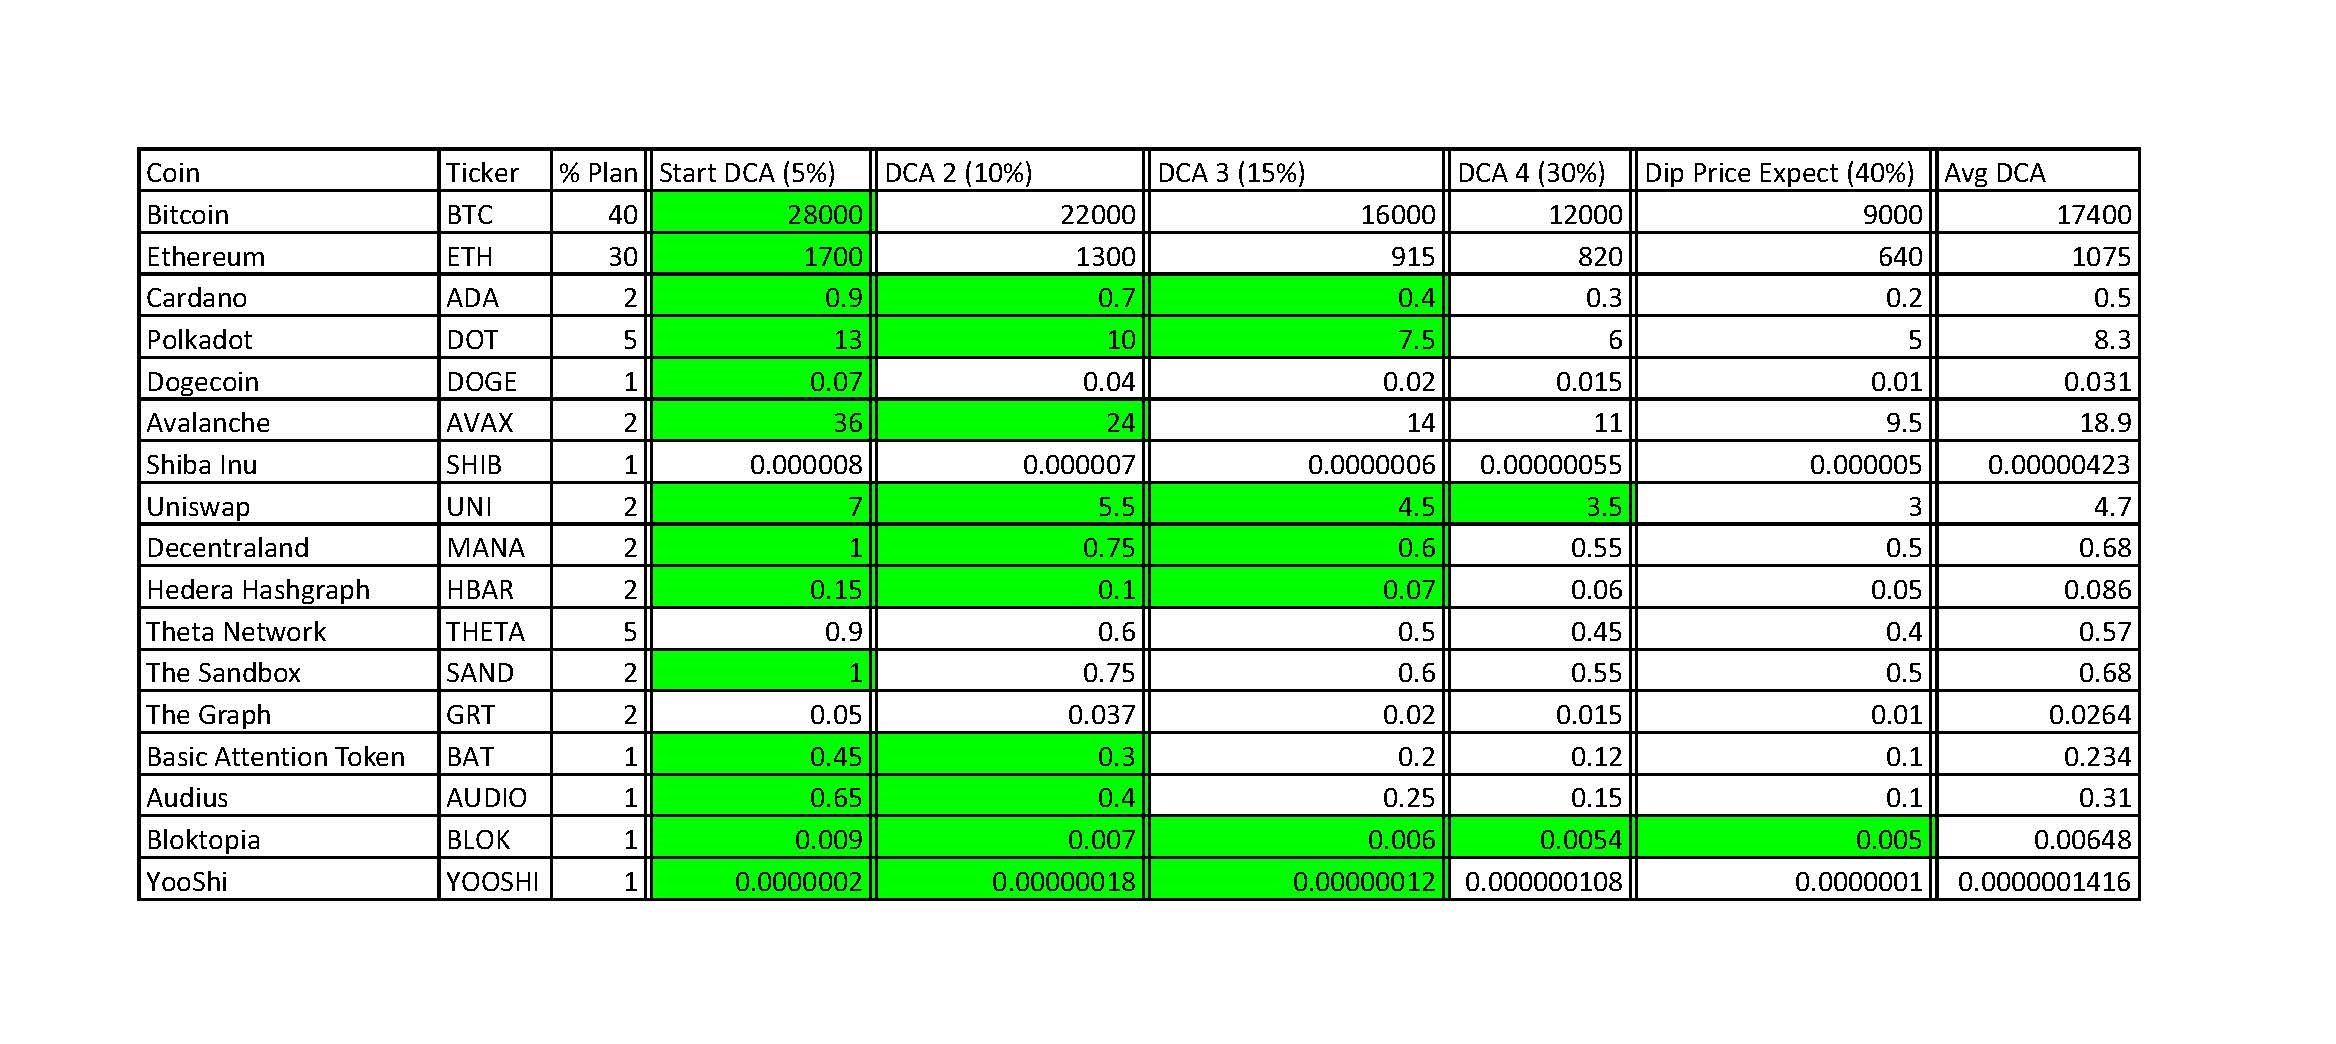 Coin Ticker % Plan Start DCA (5%) DCA 2 (10%) DCA 3 (15%) DCA 4 (30%) Dip Price Expect (40%) Avg DCA
Bitcoin BTC 40 28000 22000 16000 12000 9000 17400
Ethereum ETH 30 1700 1300 915 820 640 1075
Cardano ADA 2 0.9 0.7 0.4 0.3 0.2 0.5
Polkadot DOT 5 13 10 7.5 6 5 8.3
Dogecoin DOGE 1 0.07 0.04 0.02 0.015 0.01 0.031
Avalanche AVAX 2 36 24 14 11 9.5 18.9
Shiba Inu SHIB 1 0.000008 0.000007 0.0000006 0.00000055 0.000005 0.00000423
Uniswap UNI 2 7 5.5 4.5 3.5 3 4.7
Decentraland MANA 2 1 0.75 0.6 0.55 0.5 0.68
Hedera Hashgraph HBAR 2 0.15 0.1 0.07 0.06 0.05 0.086
Theta Network THETA 5 0.9 0.6 0.5 0.45 0.4 0.57
The Sandbox SAND 2 1 0.75 0.6 0.55 0.5 0.68
The Graph GRT 2 0.05 0.037 0.02 0.015 0.01 0.0264
Basic Attention Token BAT 1 0.45 0.3 0.2 0.12 0.1 0.234
Audius AUDIO 1 0.65 0.4 0.25 0.15 0.1 0.31
Bloktopia BLOK 1 0.009 0.007 0.006 0.0054 0.005 0.00648
YooShi YOOSHI 1 0.0000002 0.00000018 0.00000012 0.000000108 0.0000001 0.0000001416